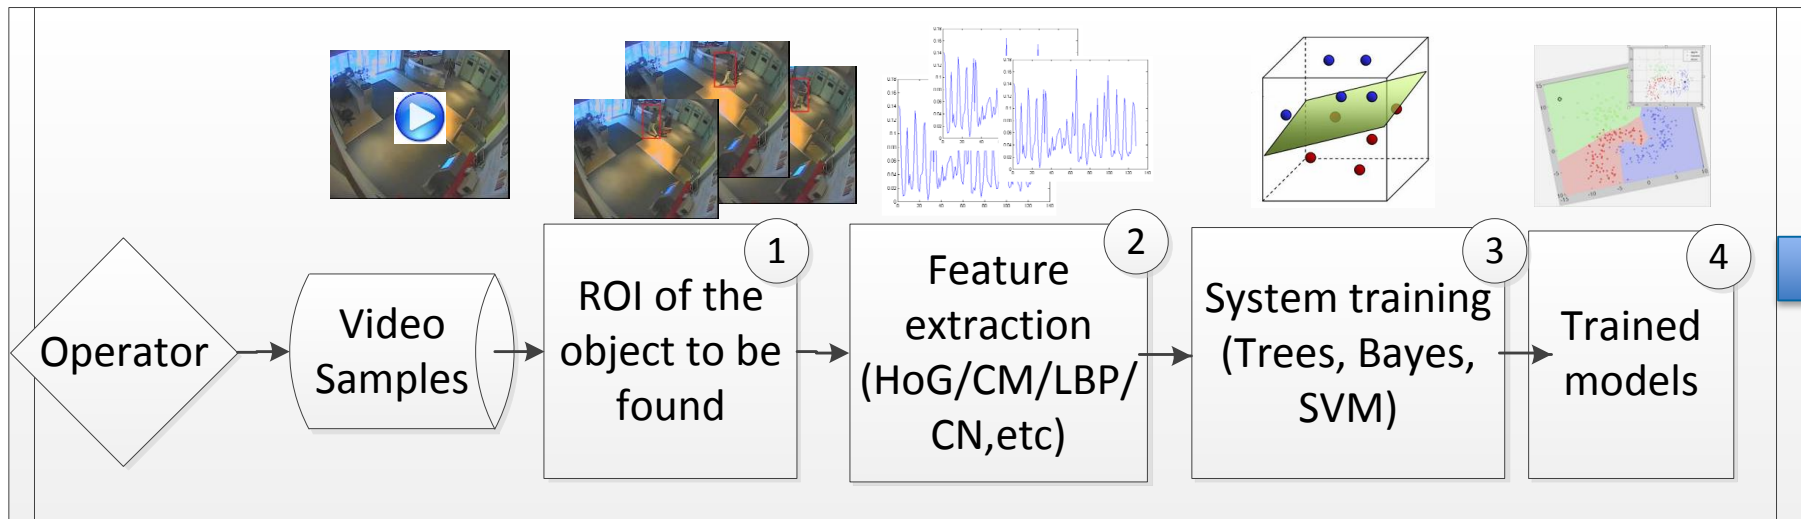 Operator
Video
Samples
1
ROI of the
object to be
found
2
Feature
extraction
(HoG/CM/LBP/
CN,etc)
3
System training
(Trees, Bayes,
SVM)
4
Trained
models